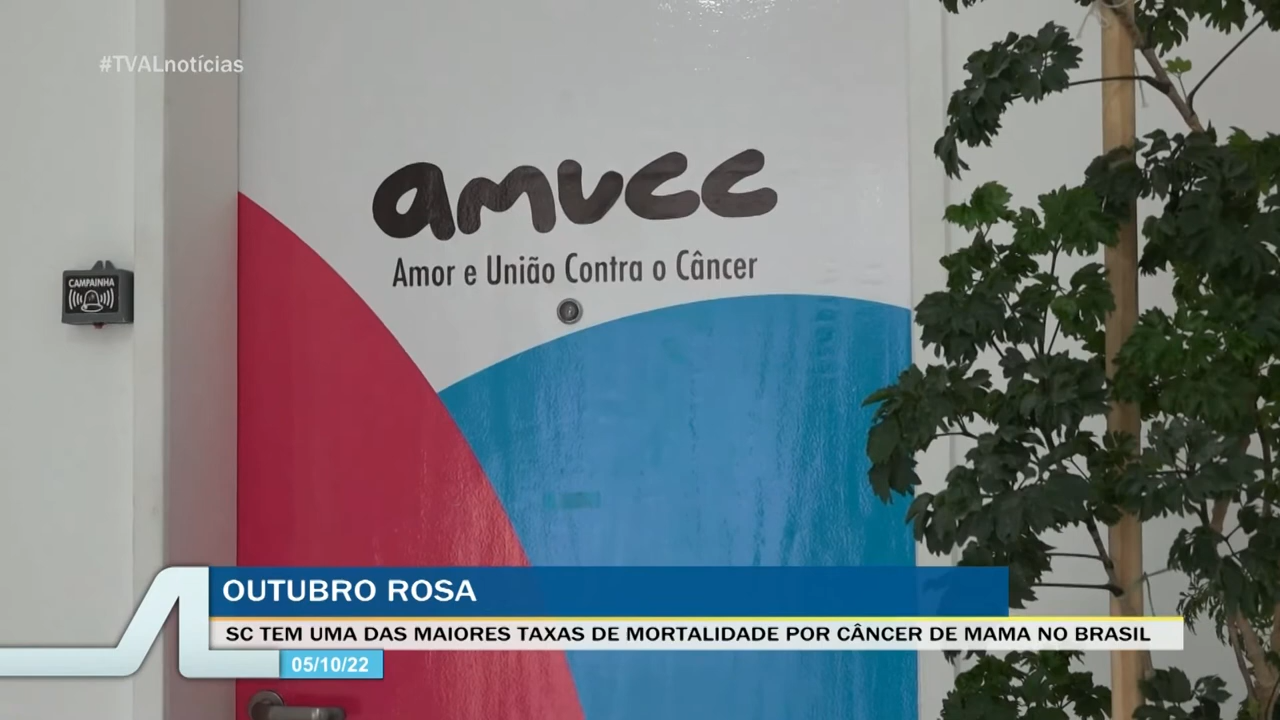 #TVALnotícias
amucc
Amor e União Contra o Câncer
CAMPAINHA
OUTUBRO ROSA
SC TEM UMA DAS MAIORES TAXAS DE MORTALIDADE POR CÂNCER DE MAMA NO BRASIL
05/10/22